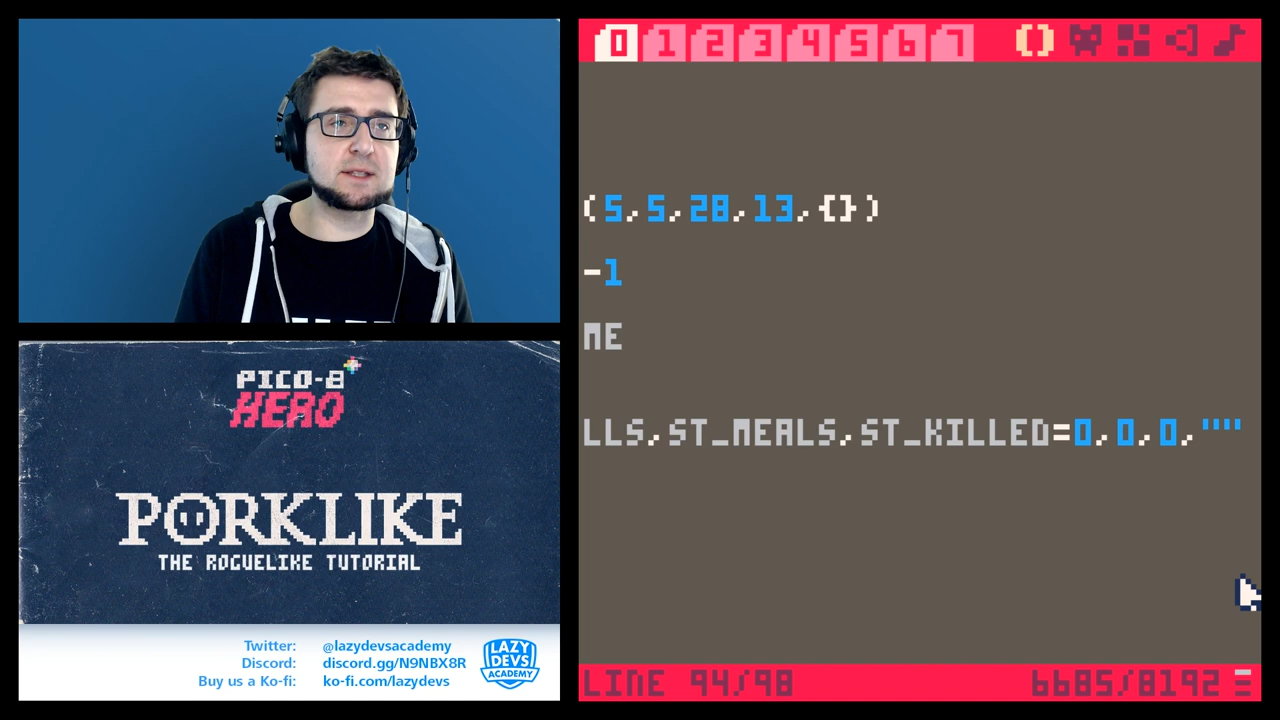 PICO-8
HERO
PORKLIKE
THE ROGUELIKE TUTORIAL
Twitter: @lazydevsacademy
Discord: discord.gg/N9NBX8R
Buy us a Ko-fi: ko-fi.com/lazydevs
LAZY
DEVS
ACADEMY
0 1 2 3 4 5 6 7
(5,5,28,13,{})
-1
ME
LLS,ST_MEALS,ST_KILLED=0,0,0,""
LINE 94/98
6685/8192